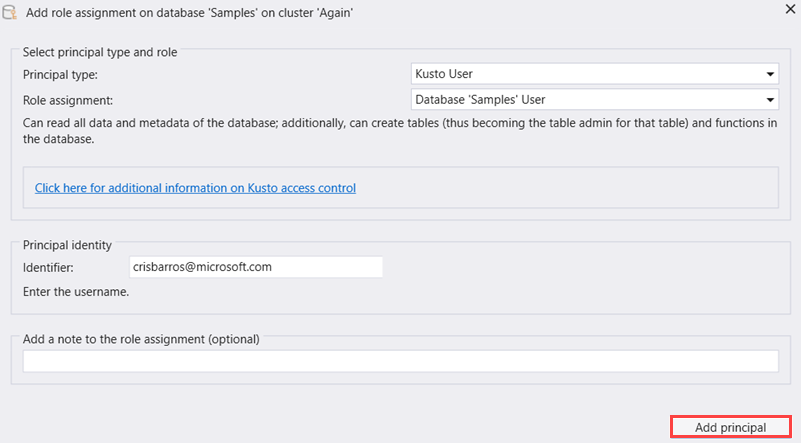 Add role assignment on database 'Samples' on cluster 'Again'
Select principal type and role
Principal type:
Kusto User
Role assignment:
Database 'Samples' User
Can read all data and metadata of the database; additionally, can create tables (thus becoming the table admin for that table) and functions in
the database.
Click here for additional information on Kusto access control
Principal identity
Identifier:
crisbarros@microsoft.com
Enter the username.
Add a note to the role assignment (optional)
Add principal